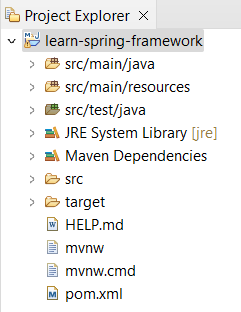 Project Explorer
learn-spring-framework
src/main/java
src/main/resources
src/test/java
JRE System Library [jre]
Maven Dependencies
src
target
HELP.md
mvnw
mvnw.cmd
pom.xml